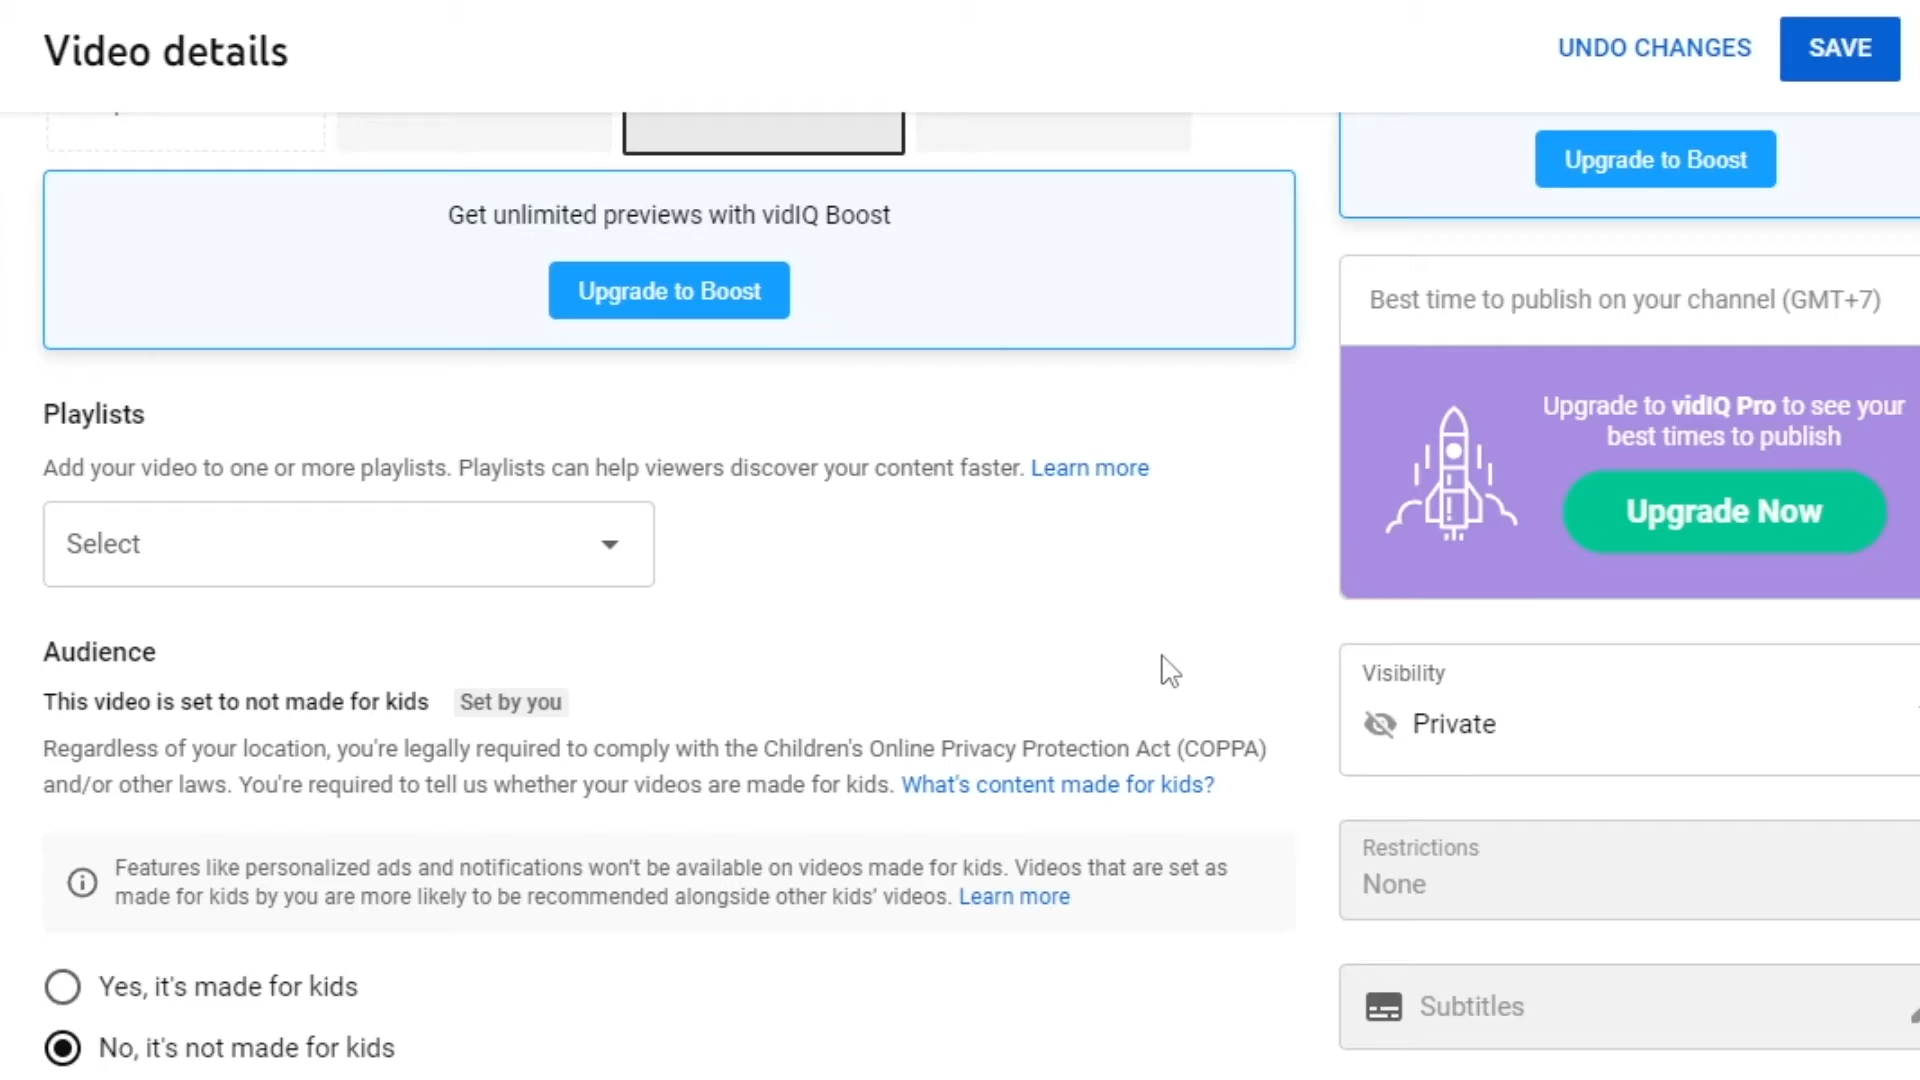 Video details
UNDO CHANGES
SAVE
Get unlimited previews with vidIQ Boost
Upgrade to Boost
Playlists
Add your video to one or more playlists. Playlists can help viewers discover your content faster. Learn more
Select
Audience
This video is set to not made for kids
Set by you
Regardless of your location, you're legally required to comply with the Children's Online Privacy Protection Act (COPPA)
and/or other laws. You're required to tell us whether your videos are made for kids. What's content made for kids?
Features like personalized ads and notifications won't be available on videos made for kids. Videos that are set as
made for kids by you are more likely to be recommended alongside other kids' videos. Learn more
Yes, it's made for kids
No, it's not made for kids
Upgrade to Boost
Best time to publish on your channel (GMT+7)
Upgrade to vidIQ Pro to see your
best times to publish
Upgrade Now
Visibility
Private
Restrictions
None
Subtitles